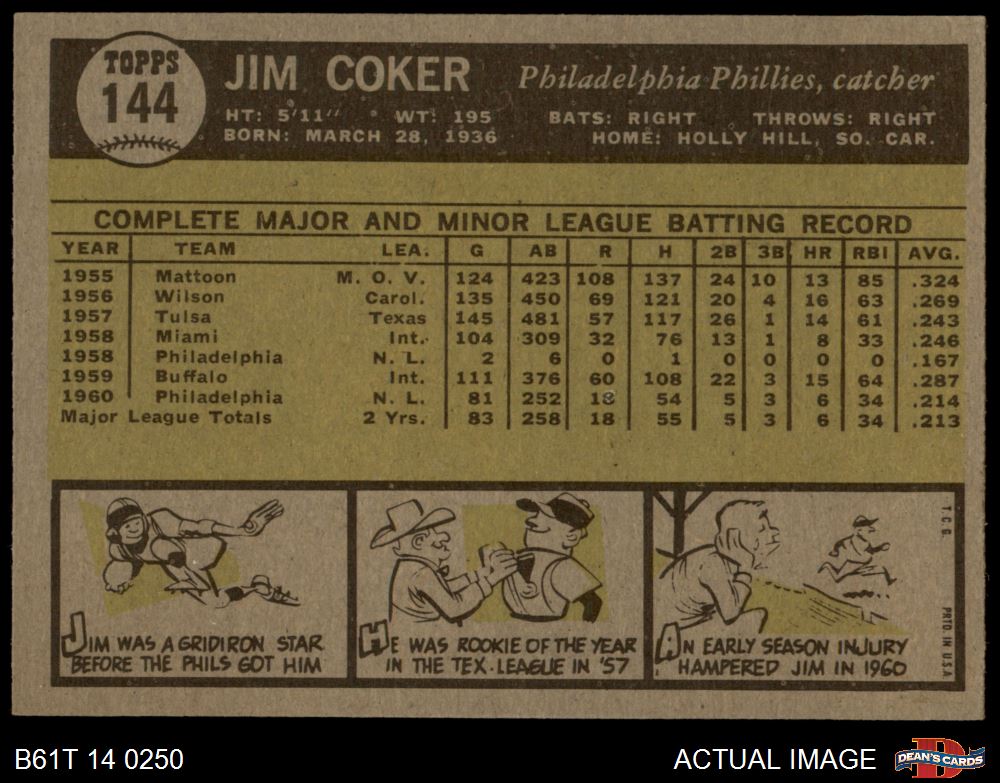 TOPPS
144
JIM COKER
Philadelphia Phillies, catcher
HT: 5'11" • WT: 195 BATS: RIGHT THROWS: RIGHT
BORN: MARCH 28, 1936 HOME: HOLLY HILL, SO. CAR.
COMPLETE MAJOR AND MINOR LEAGUE BATTING RECORD
YEAR TEAM LEA. G AB R H 2B 3B HR RBI AVG.
1955 Mattoon M. O. V. 124 423 108 137 24 10 13 85 .324
1956 Wilson Carol. 135 450 69 121 20 4 16 63 .269
1957 Tulsa Texas 145 481 57 117 26 1 14 61 .243
1958 Miami Int. 104 309 32 76 13 1 8 33 .246
1958 Philadelphia N. L. 2 6 0 1 0 0 0 0 .167
1959 Buffalo Int. 111 376 60 108 22 3 15 64 .287
1960 Philadelphia N. L. 81 252 18 54 5 3 6 34 .214
Major League Totals 2 Yrs. 83 258 18 55 5 3 6 34 .213
JIM WAS A GRIDIRON STAR
BEFORE THE PHILS GOT HIM
HE WAS ROOKIE OF THE YEAR
IN THE TEX. LEAGUE IN '57
AN EARLY SEASON INJURY
HAMPERED JIM IN 1960
T.C.G.
PRTD. IN U.S.A.
B61T 14 0250
ACTUAL IMAGE
D
DEAN'S CARDS